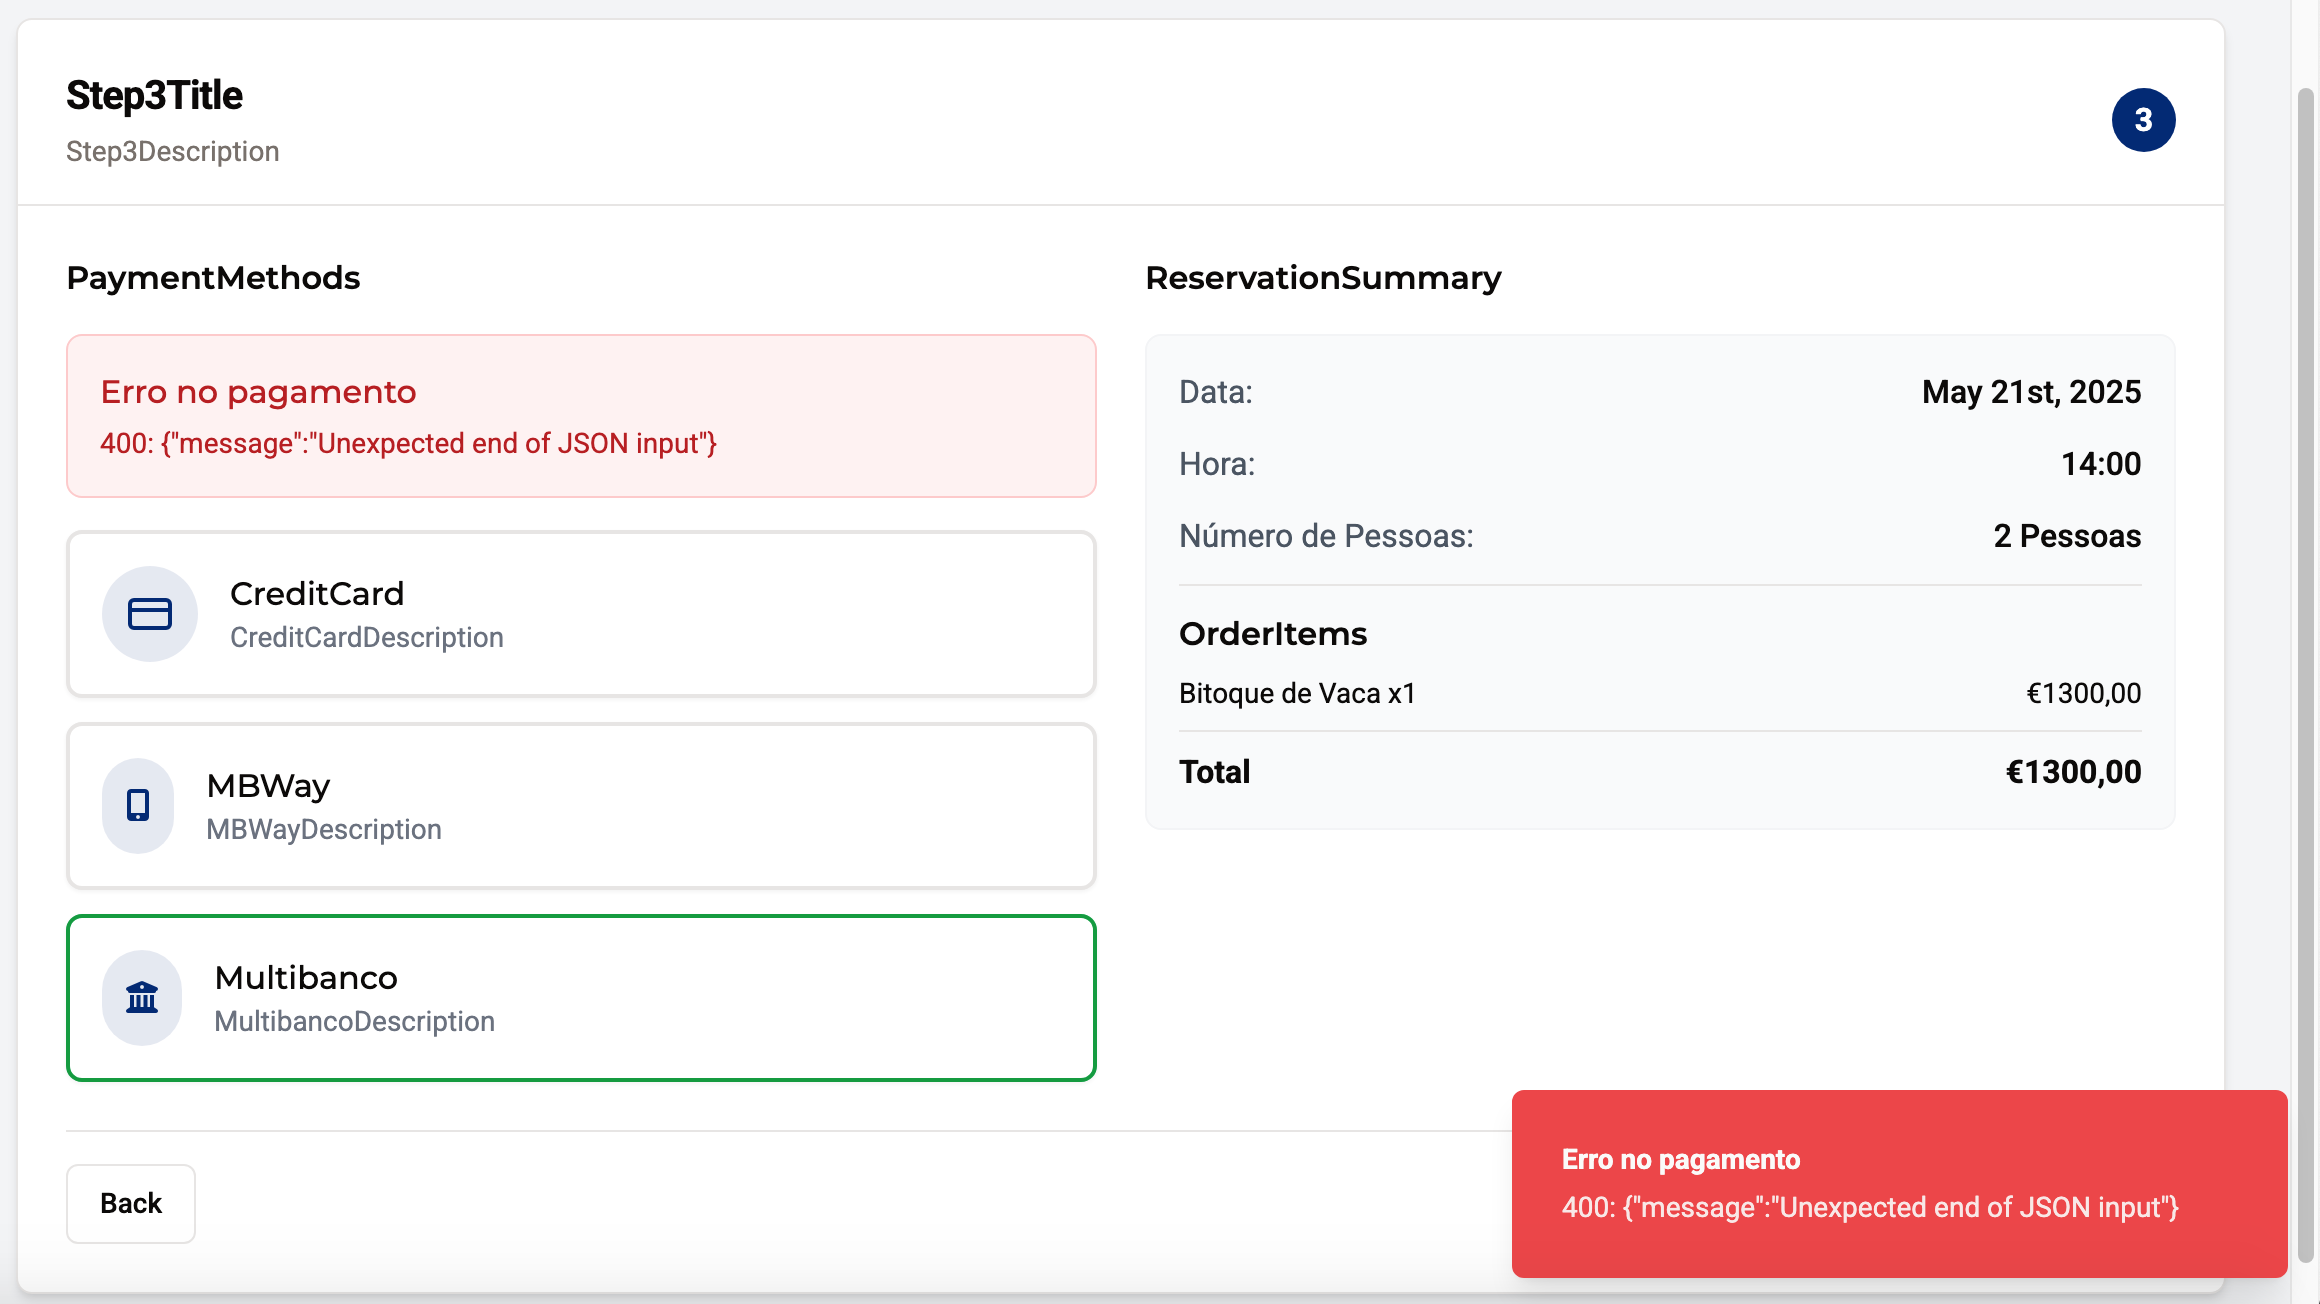 Step3Title
Step3Description
3
PaymentMethods
Erro no pagamento
400: {"message":"Unexpected end of JSON input"}
CreditCard
CreditCardDescription
MBWay
MBWayDescription
Multibanco
MultibancoDescription
ReservationSummary
Data: May 21st, 2025
Hora: 14:00
Número de Pessoas: 2 Pessoas
OrderItems
Bitoque de Vaca x1 €1300,00
Total €1300,00
Back
Erro no pagamento
400: {"message":"Unexpected end of JSON input"}